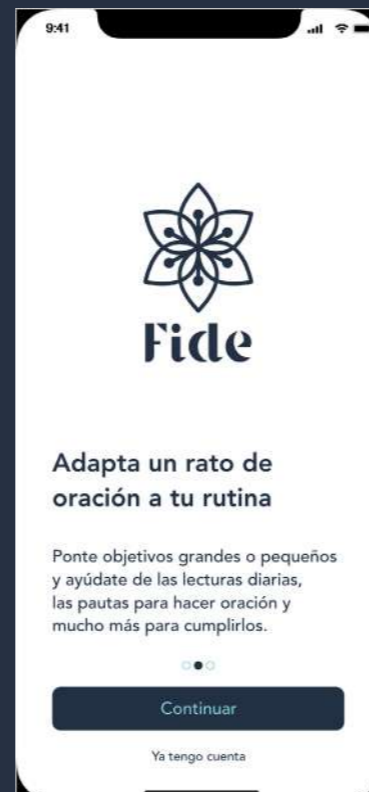 9:41
Fide
Adapta un rato de
oración a tu rutina
Ponte objetivos grandes o pequeños
y ayúdate de las lecturas diarias,
las pautas para hacer oración y
mucho más para cumplirlos.
Continuar
Ya tengo cuenta